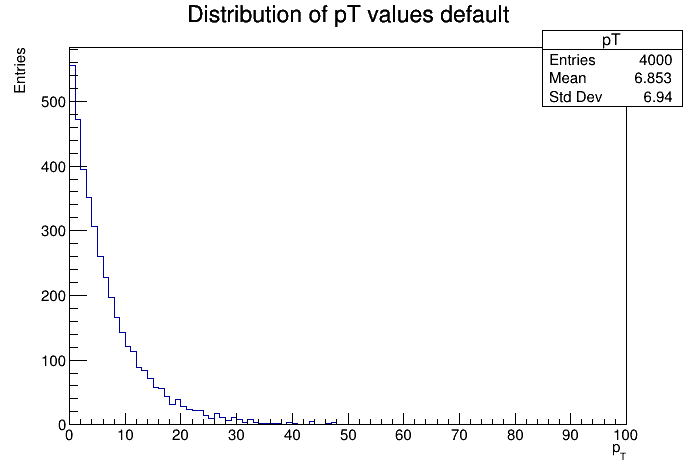 Distribution of pT values default
pT
Entries 4000
Mean 6.853
Std Dev 6.94
Entries
500
400
300
200
100
0
0 10 20 30 40 50 60 70 80 90 100
p_T